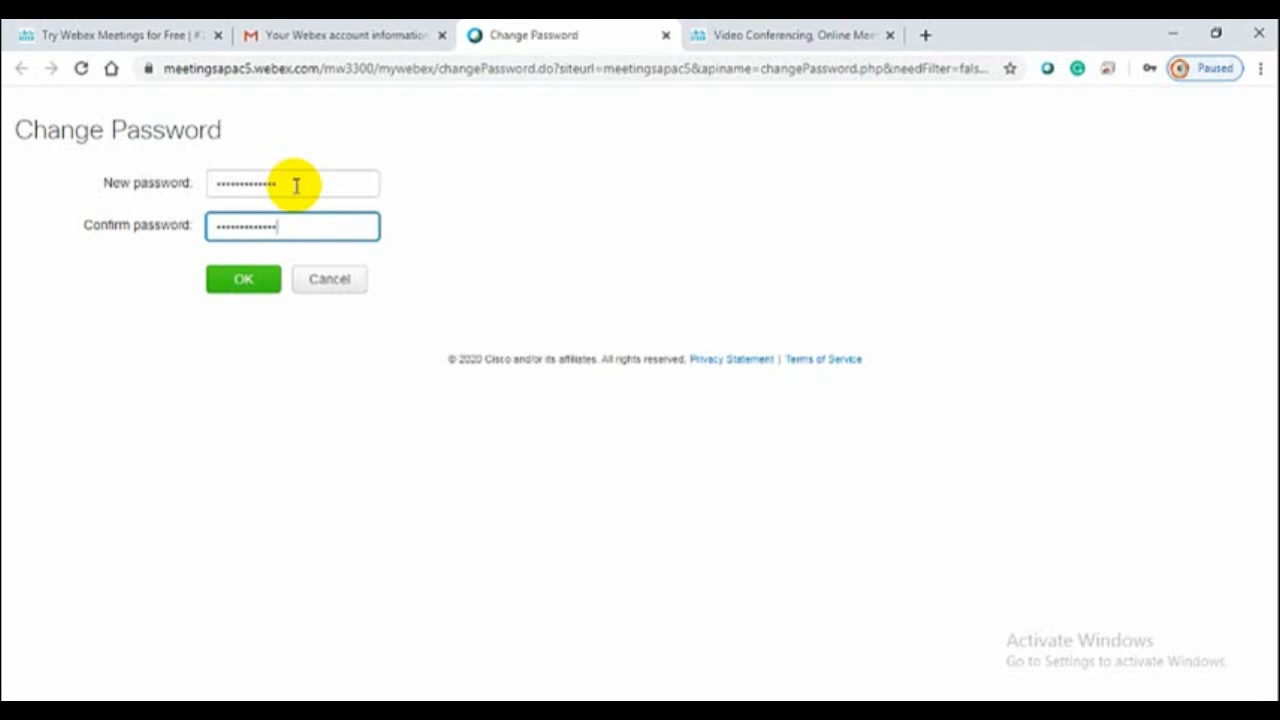 Try Webex Meetings for Free |
Your Webex account information
Change Password
Video Conferencing, Online Mee
meetingsapac5.webex.com/mw3300/mywebex/changePassword.do?siteurl=meetingsapac5&apiname=changePassword.php&needFilter=fals...
Paused
Change Password
New password:
Confirm password:
OK
Cancel
© 2020 Cisco and/or its affiliates. All rights reserved. Privacy Statement | Terms of Service
Activate Windows
Go to Settings to activate Windows.